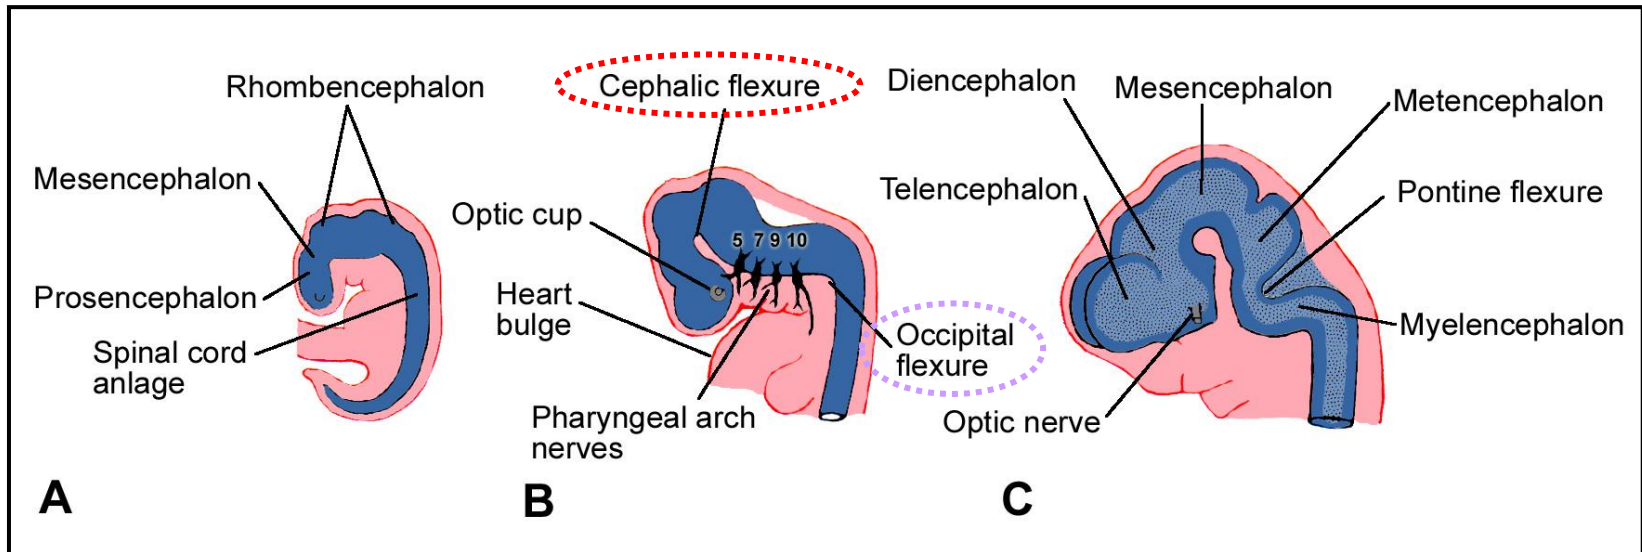 Rhombencephalon
Mesencephalon
Prosencephalon
Spinal cord
anlage
A
Cephalic flexure
Optic cup
5 7 9 10
Heart
bulge
Occipital
flexure
Pharyngeal arch
nerves
B
Diencephalon
Mesencephalon
Metencephalon
Telencephalon
Pontine flexure
Myelencephalon
Optic nerve
C